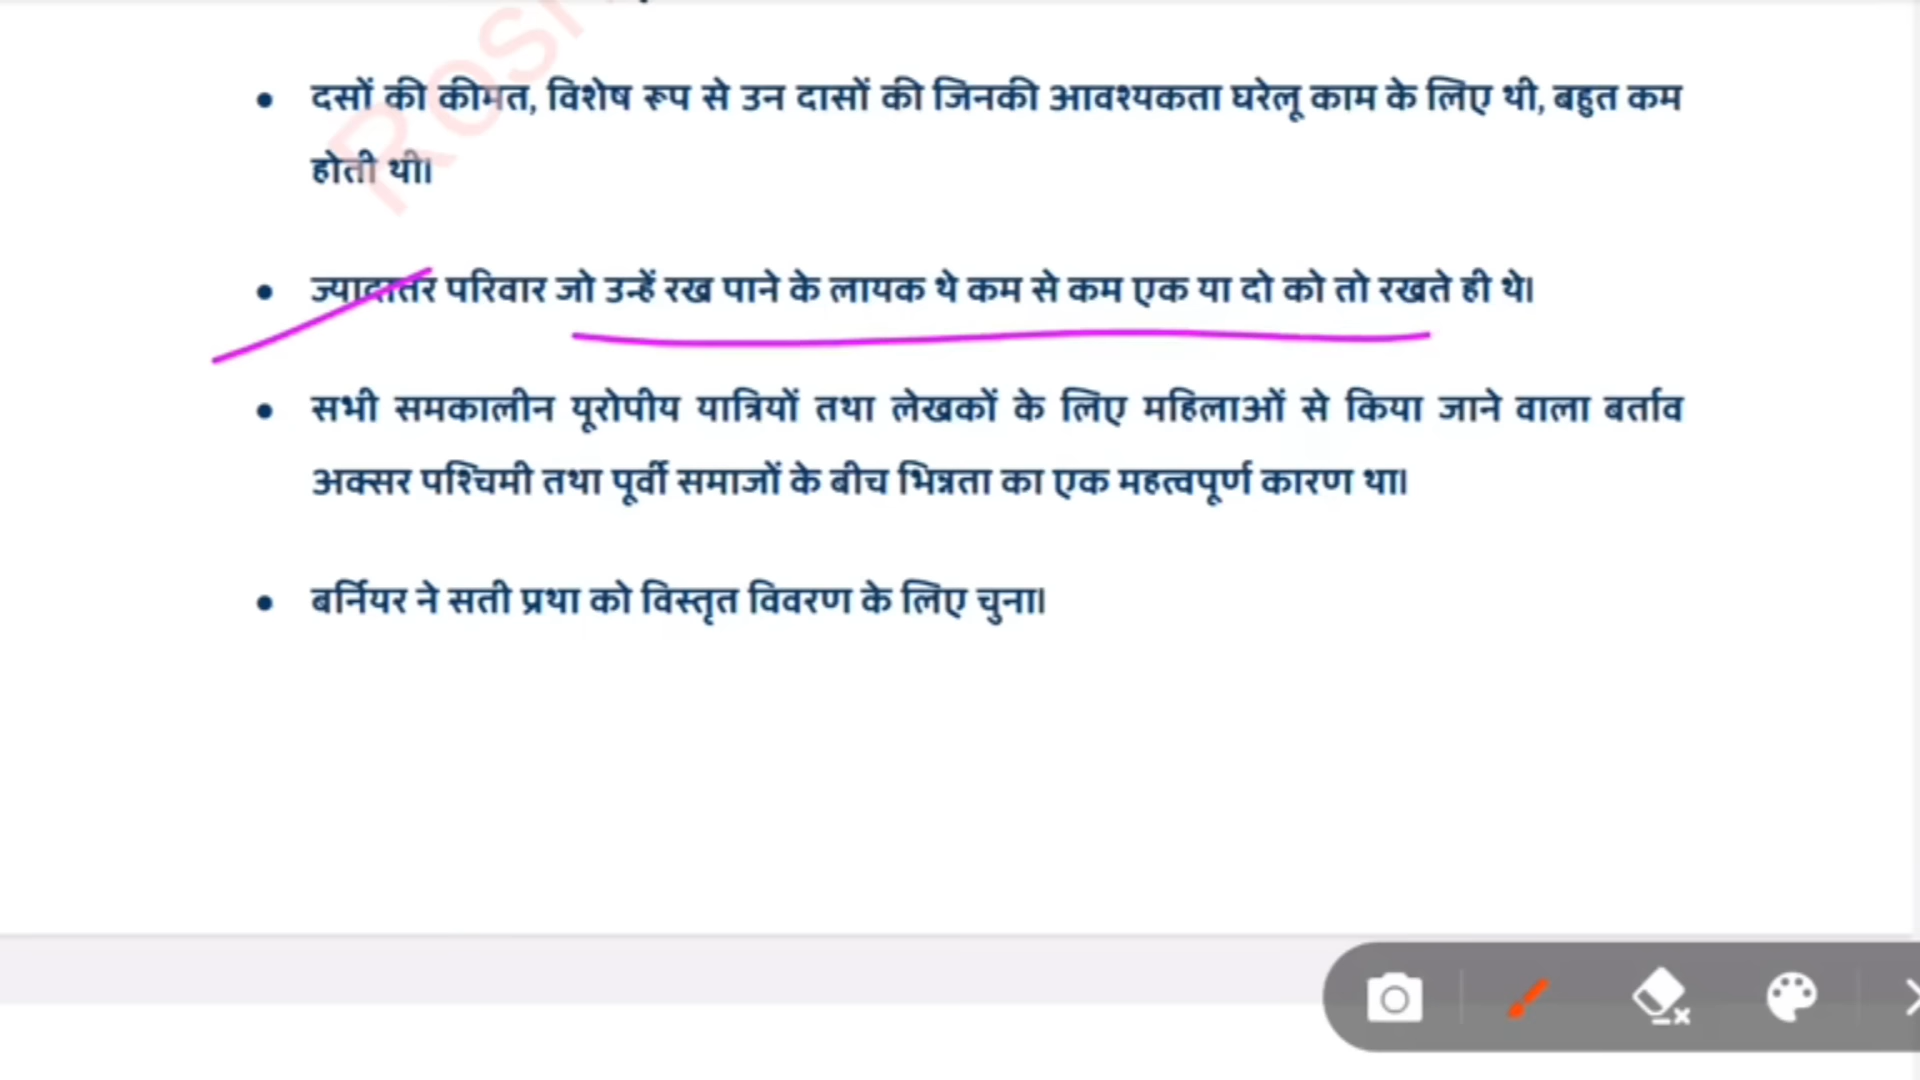 Rosh
• दसों की कीमत, विशेष रूप से उन दासों की जिनकी आवश्यकता घरेलू काम के लिए थी, बहुत कम
होती थी।
• ज्यादातर परिवार जो उन्हें रख पाने के लायक थे कम से कम एक या दो को तो रखते ही थे।
• सभी समकालीन यूरोपीय यात्रियों तथा लेखकों के लिए महिलाओं से किया जाने वाला बर्ताव
अक्सर पश्चिमी तथा पूर्वी समाजों के बीच भिन्नता का एक महत्वपूर्ण कारण था।
• बर्नियर ने सती प्रथा को विस्तृत विवरण के लिए चुना।